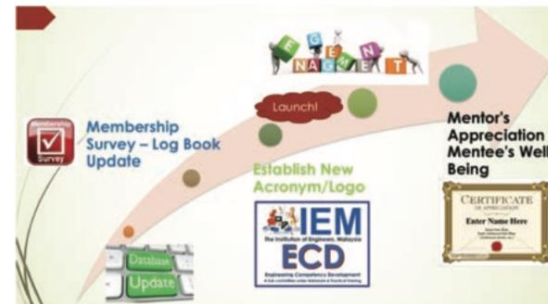 E G E N
NAGMENT
Launch!
Membership
Survey
Membership
Survey – Log Book
Update
Mentor's
Appreciation
Mentee's Well
Being
Establish New
Acronym/Logo
CERTIFICATE
OF APPRECIATION
Enter Name Here
IEM
The Institution of Engineers, Malaysia
ECD
Engineering Competency Development
Database
Update